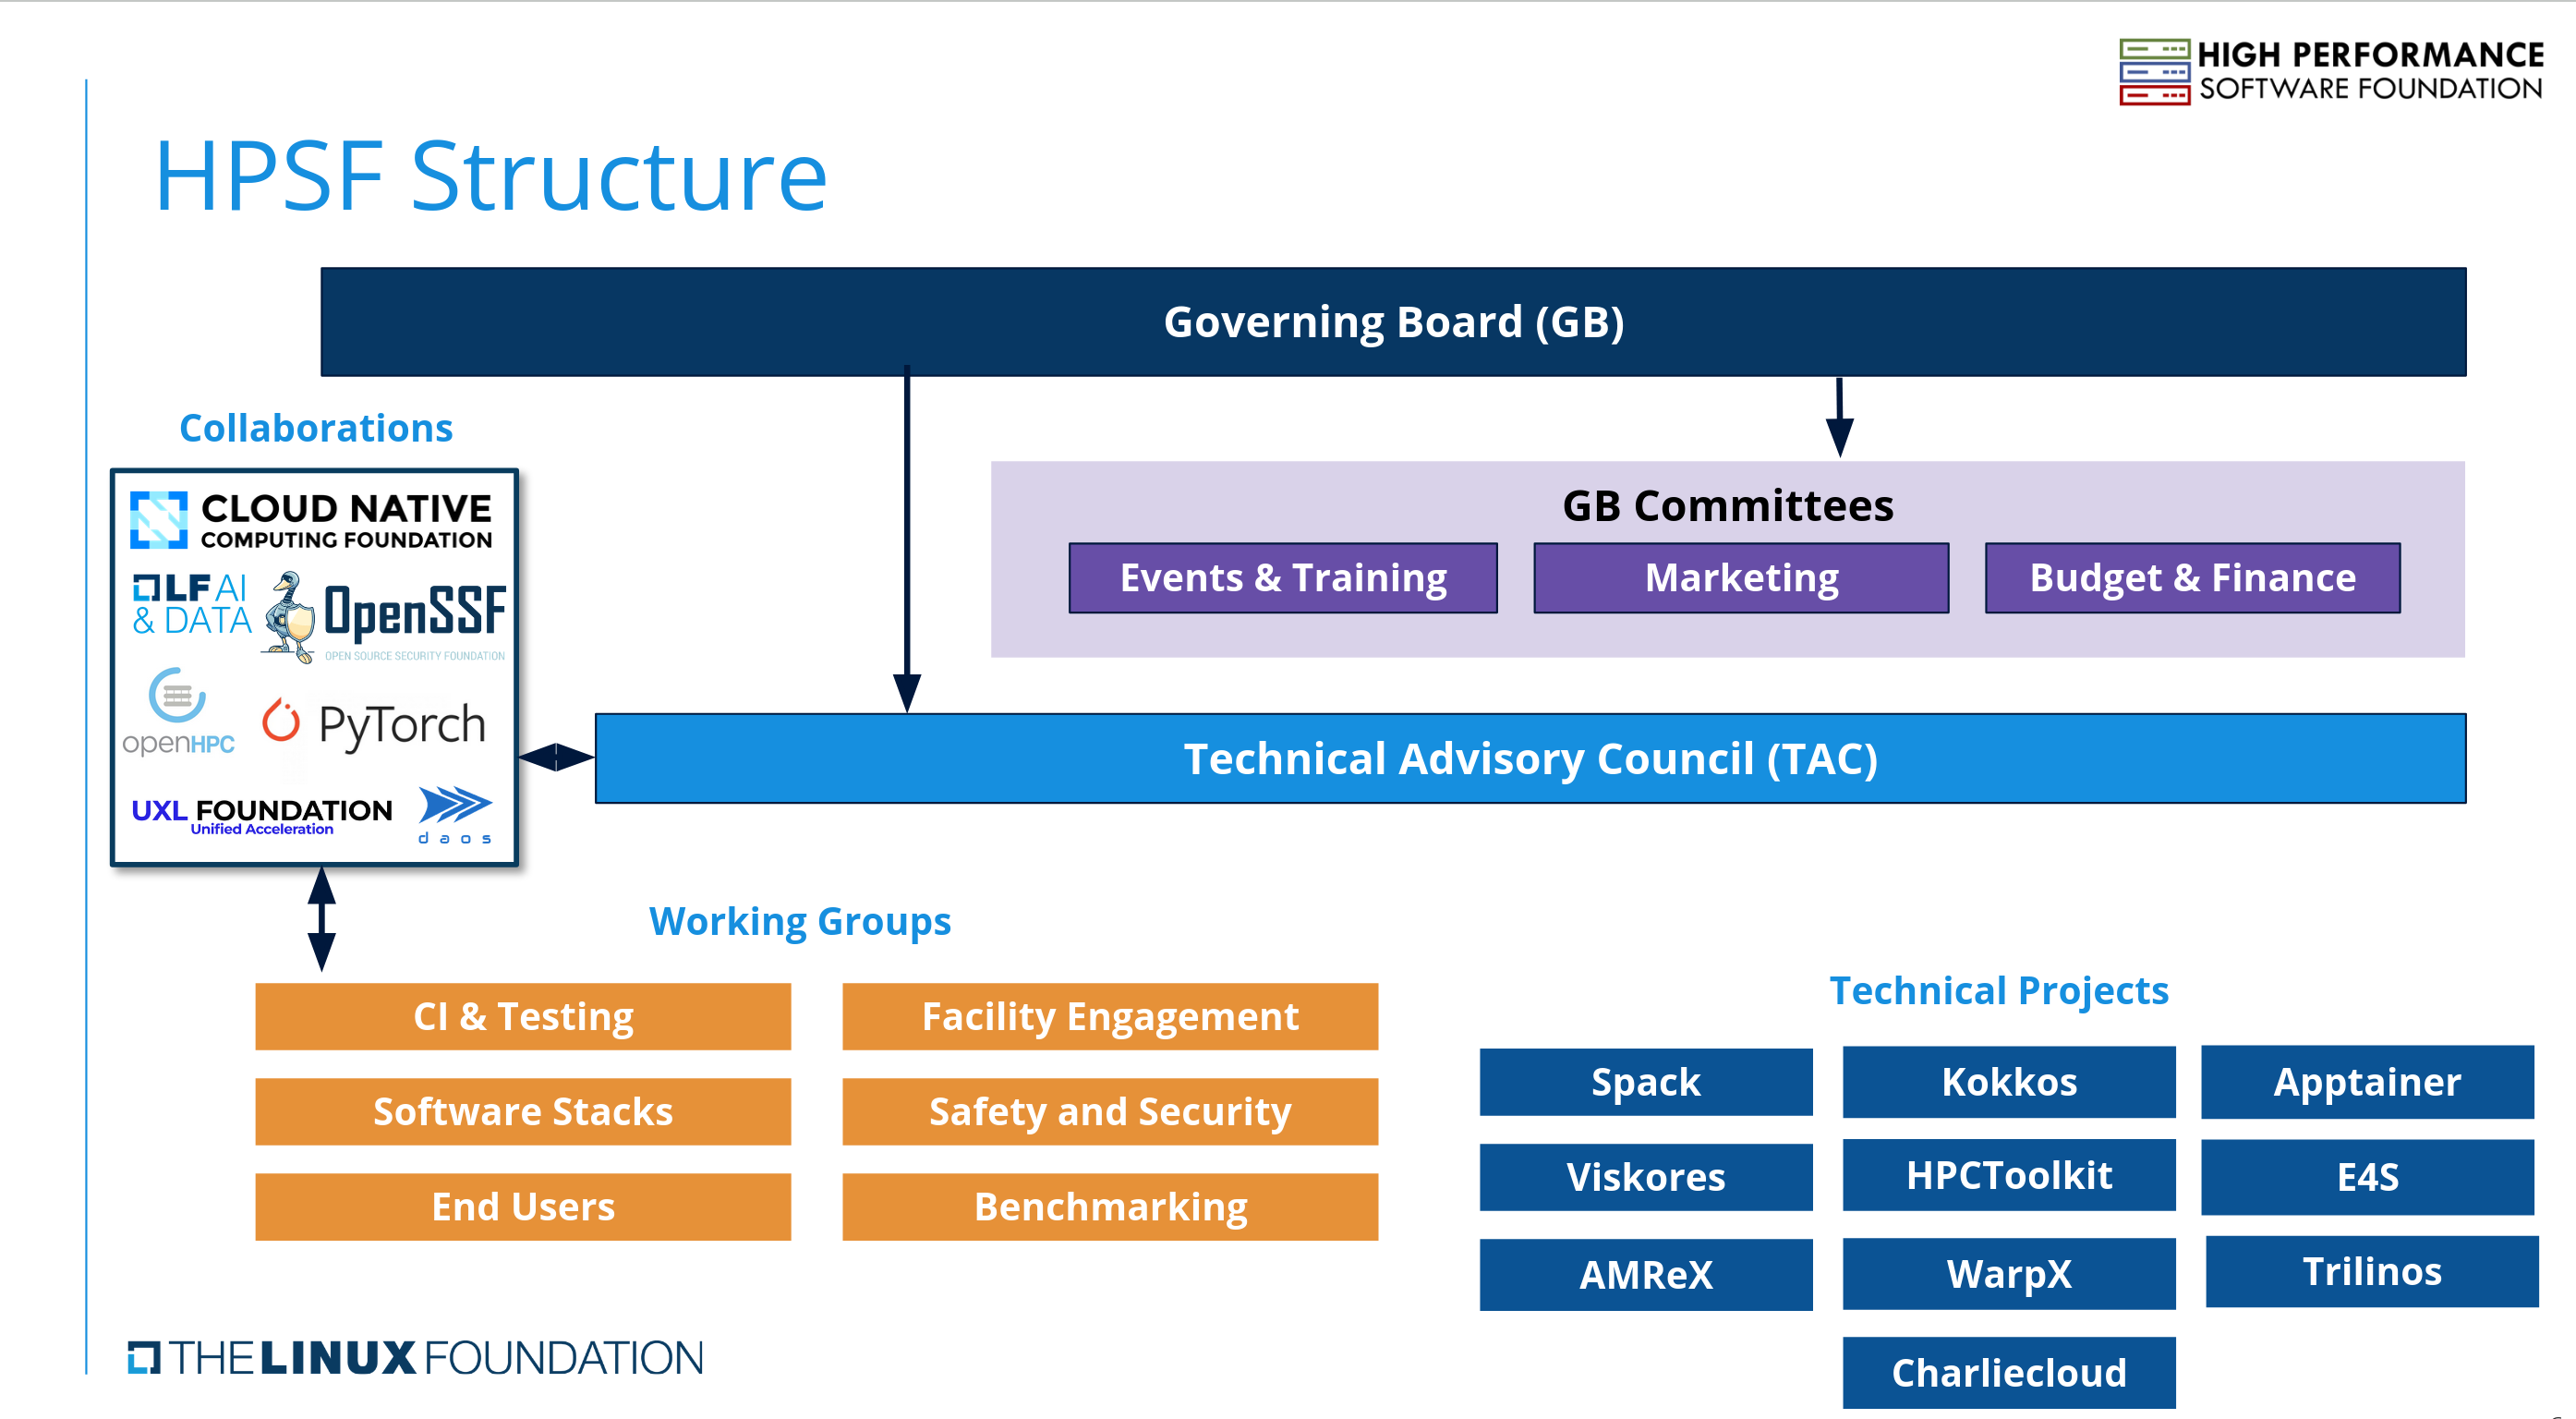 HIGH PERFORMANCE
SOFTWARE FOUNDATION
HPSF Structure
Governing Board (GB)
Collaborations
CLOUD NATIVE
COMPUTING FOUNDATION
LF AI
& DATA
OpenSSF
OPEN SOURCE SECURITY FOUNDATION
openHPC
PyTorch
UXL FOUNDATION
Unified Acceleration
daos
GB Committees
Events & Training
Marketing
Budget & Finance
Technical Advisory Council (TAC)
Working Groups
CI & Testing
Facility Engagement
Software Stacks
Safety and Security
End Users
Benchmarking
Technical Projects
Spack
Kokkos
Apptainer
Viskores
HPCToolkit
E4S
AMReX
WarpX
Trilinos
Charliecloud
THE LINUX FOUNDATION